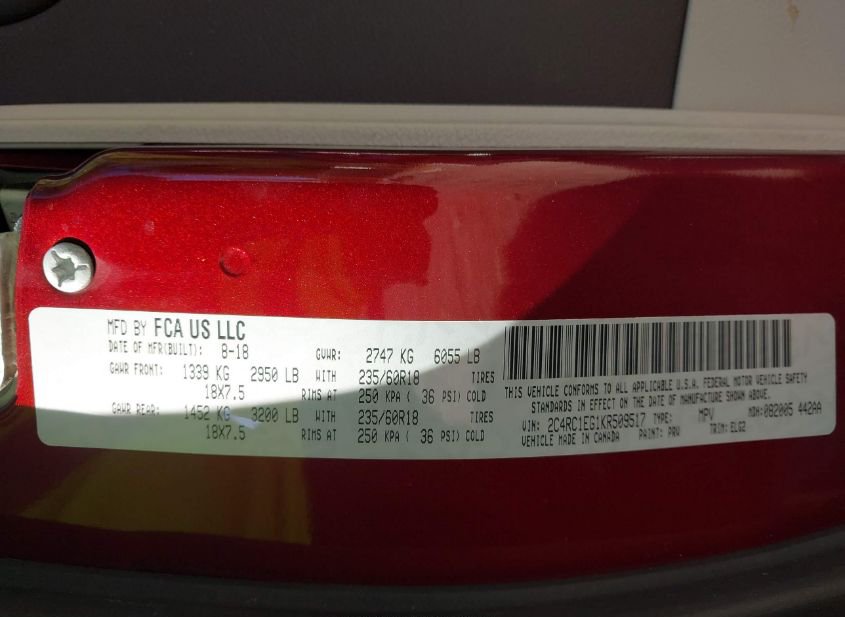 MFD BY FCA US LLC
DATE OF MFR(BUILT): 8-18 GVWR: 2747 KG 6055 LB
GAWR FRONT: 1339 KG 2950 LB WITH 235/60R18 TIRES
18X7.5 RIMS AT 250 KPA ( 36 PSI) COLD
GAWR REAR: 1452 KG 3200 LB WITH 235/60R18 TIRES
18X7.5 RIMS AT 250 KPA ( 36 PSI) COLD
THIS VEHICLE CONFORMS TO ALL APPLICABLE U.S.A. FEDERAL MOTOR VEHICLE SAFETY
STANDARDS IN EFFECT ON THE DATE OF MANUFACTURE SHOWN ABOVE.
VIN: 2C4RC1EG1KR509517 TYPE: MPV MDH: 082005 442AA
VEHICLE MADE IN CANADA PAINT: PRV TRIM: ELG2